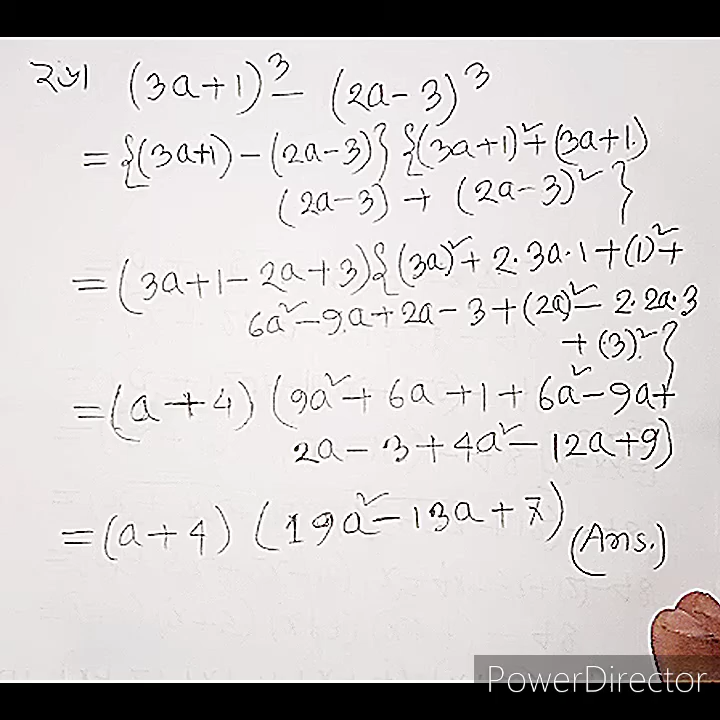 ২৬। (3a+1)³ - (2a-3)³
= {(3a+1) - (2a-3)} {(3a+1)² + (3a+1.)
(2a-3) + (2a-3)²}
= (3a+1-2a+3){(3a)² + 2·3a·1 + (1)² +
6a² - 9a + 2a - 3 + (2a)² - 2·2a·3
+ (3)²}
= (a+4) (9a² + 6a + 1 + 6a² - 9a +
2a - 3 + 4a² - 12a + 9)
= (a+4) (19a² - 13a + 7) (Ans.)
PowerDirector